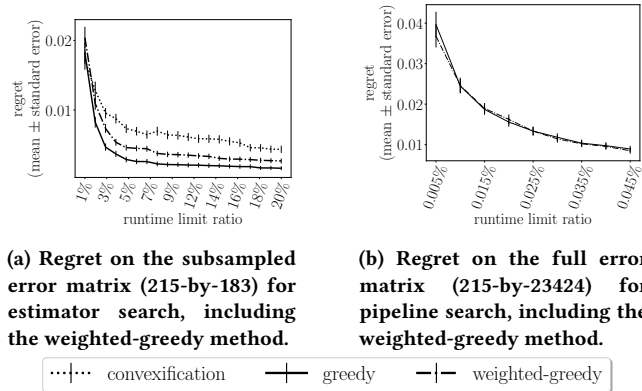 0.02
0.01
regret
(mean ± standard error)
1%
3%
5%
7%
9%
12%
14%
16%
18%
20%
runtime limit ratio
0.04
0.03
0.02
0.01
regret
(mean ± standard error)
0.005%
0.015%
0.025%
0.035%
0.045%
runtime limit ratio
(a) Regret on the subsampled
error matrix (215-by-183) for
estimator search, including
the weighted-greedy method.
(b) Regret on the full error
matrix (215-by-23424) for
pipeline search, including the
weighted-greedy method.
convexification greedy weighted-greedy